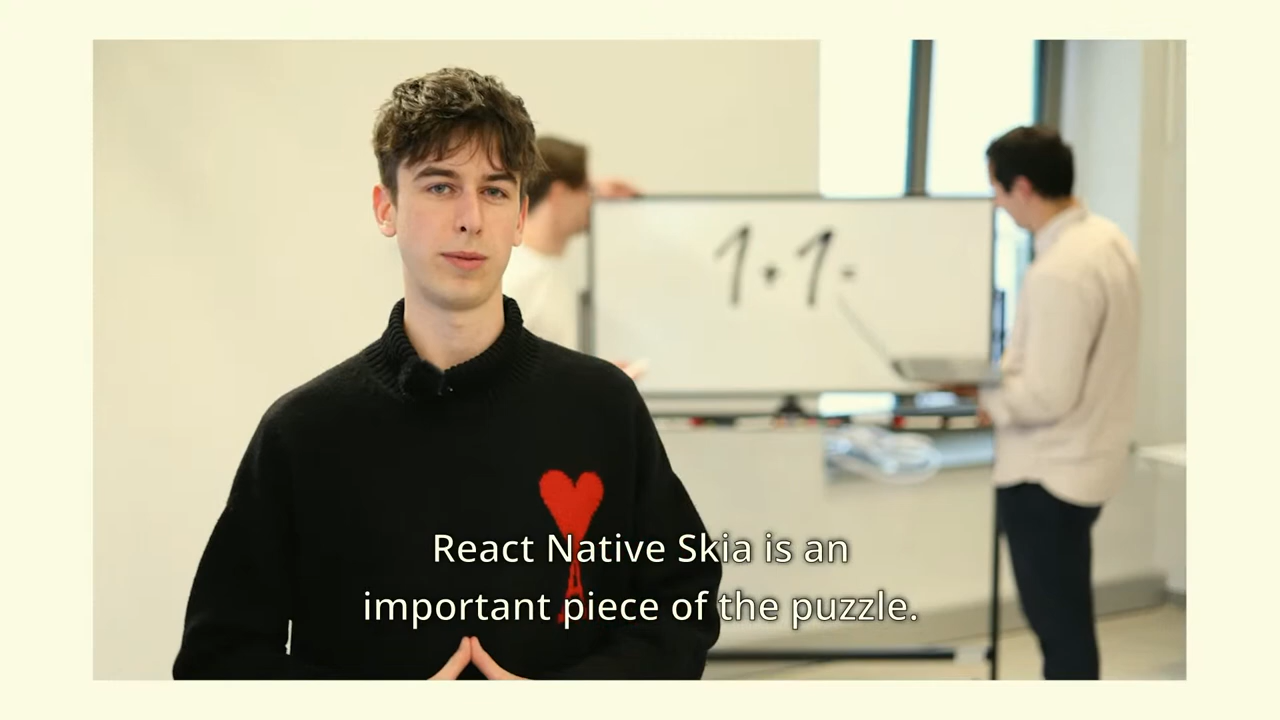 1+1=
React Native Skia is an
important piece of the puzzle.